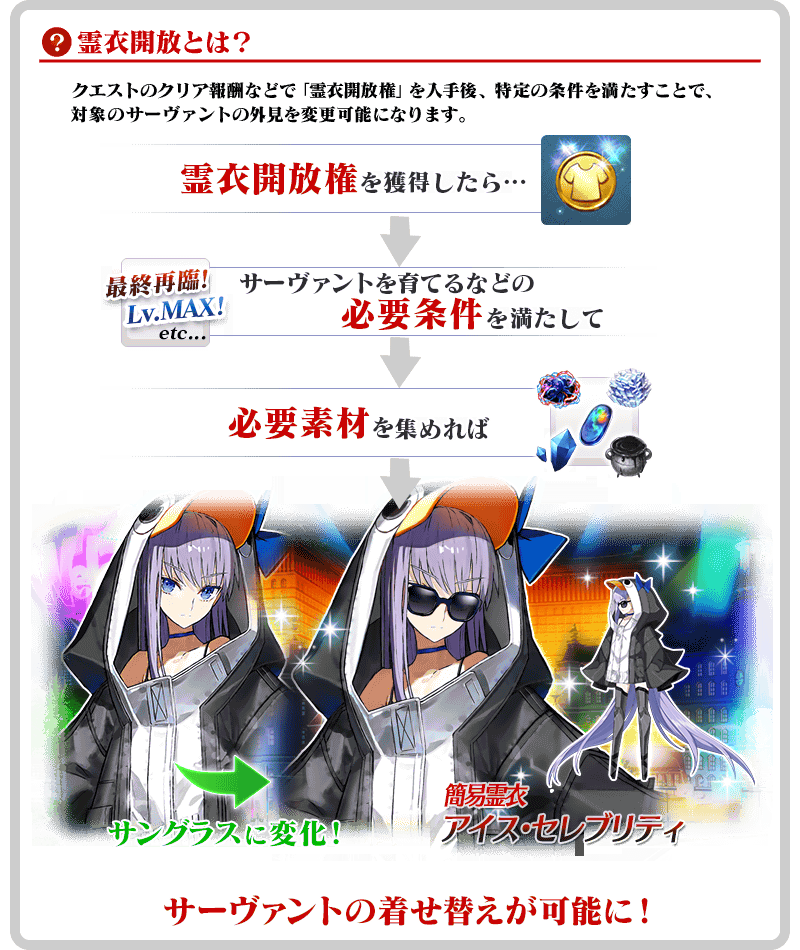 ?霊衣開放とは?
クエストのクリア報酬などで「霊衣開放権」を入手後、特定の条件を満たすことで、
対象のサーヴァントの外見を変更可能になります。
霊衣開放権を獲得したら…
最終再臨!
Lv.MAX!
etc...
サーヴァントを育てるなどの
必要条件を満たして
必要素材を集めれば
サングラスに変化!
簡易霊衣
アイス・セレブリティ
サーヴァントの着せ替えが可能に!